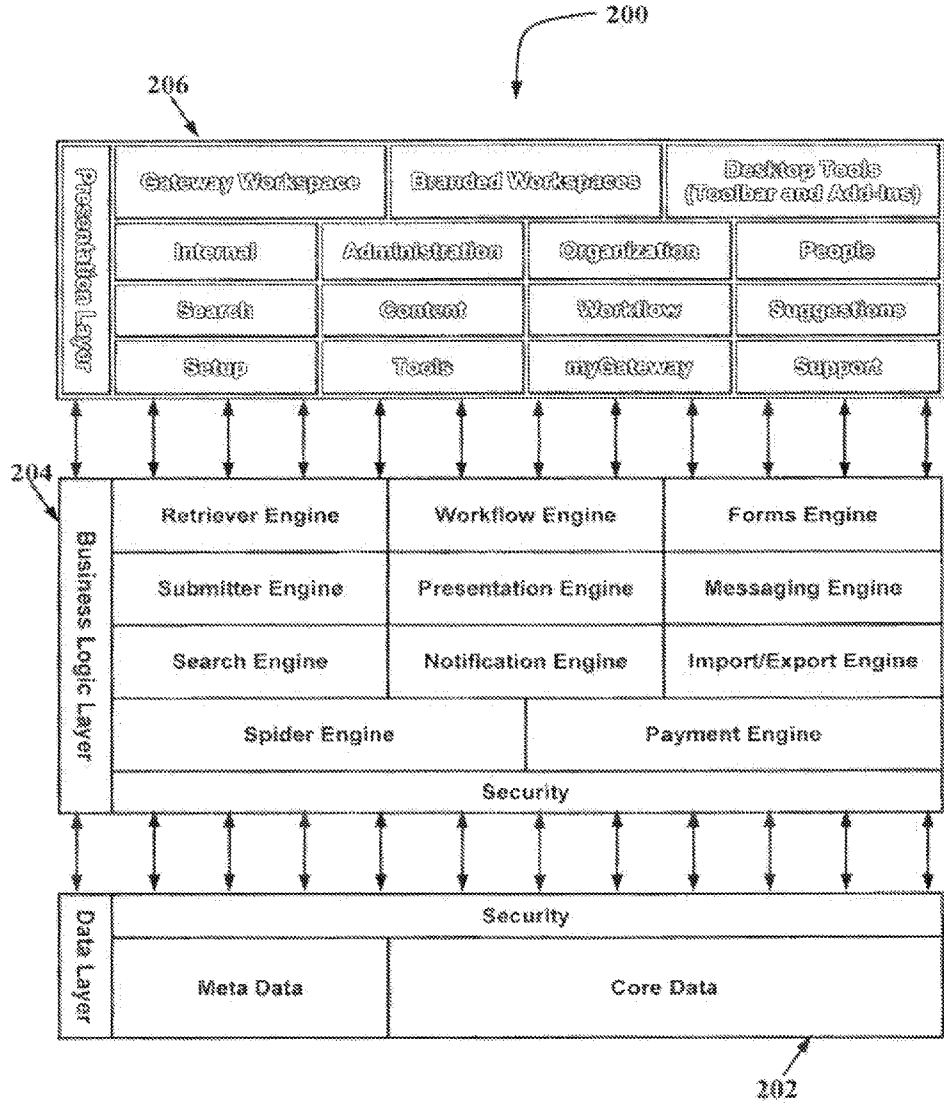 200
206
Presentation Layer
Gateway Workspace
Branded Workspaces
Desktop Tools
(Toolbar and Add-Ins)
Internal
Administration
Organization
People
Search
Content
Workflow
Suggestions
Setup
Tools
myGateway
Support
204
Business Logic Layer
Retriever Engine
Workflow Engine
Forms Engine
Submitter Engine
Presentation Engine
Messaging Engine
Search Engine
Notification Engine
Import/Export Engine
Spider Engine
Payment Engine
Security
Data Layer
Security
Meta Data
Core Data
202